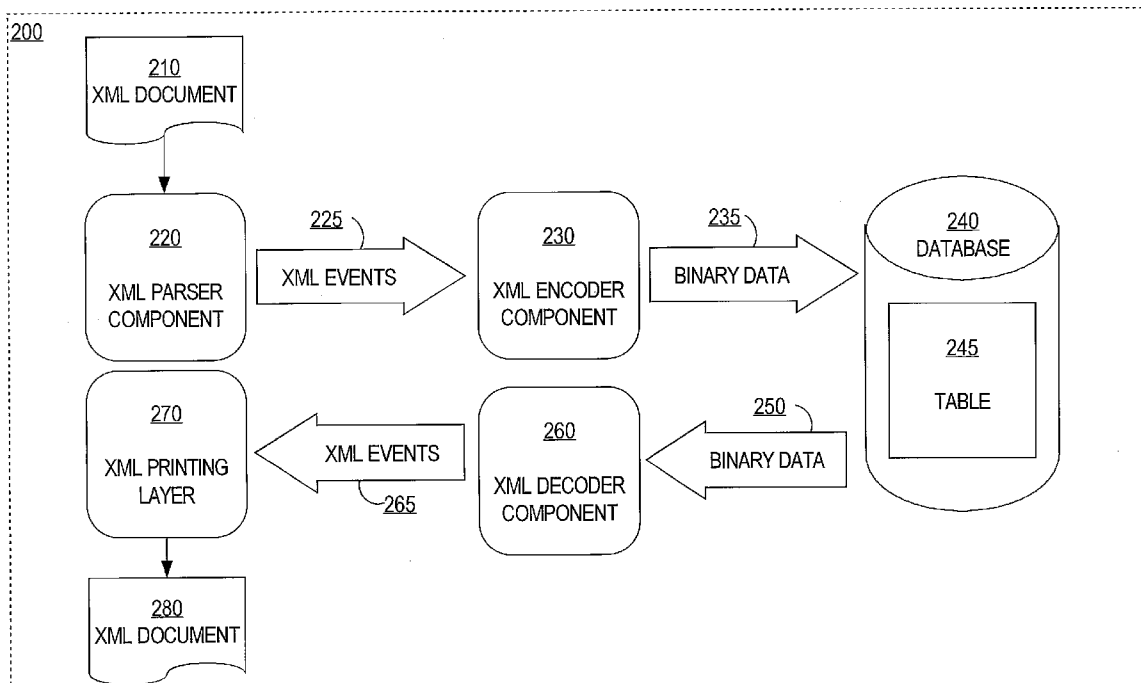 200
210
XML DOCUMENT
220
XML PARSER
COMPONENT
225
XML EVENTS
230
XML ENCODER
COMPONENT
235
BINARY DATA
240
DATABASE
245
TABLE
250
BINARY DATA
260
XML DECODER
COMPONENT
XML EVENTS
265
270
XML PRINTING
LAYER
280
XML DOCUMENT